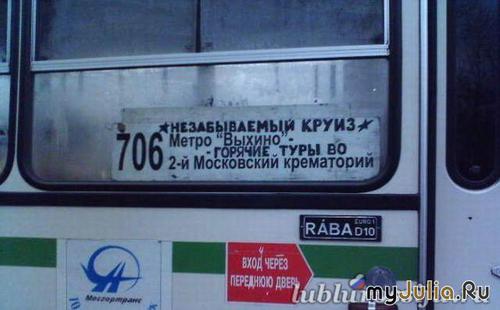 ★НЕЗАБЫВАЕМЫЙ КРУИЗ★
706
Метро "Выхино"-
- ГОРЯЧИЕ ТУРЫ ВО
2-й Московский крематорий
RÁBA
EURO 1
D10
Мосгортранс
ВХОД ЧЕРЕЗ
ПЕРЕДНЮЮ ДВЕРЬ
myJulia.Ru